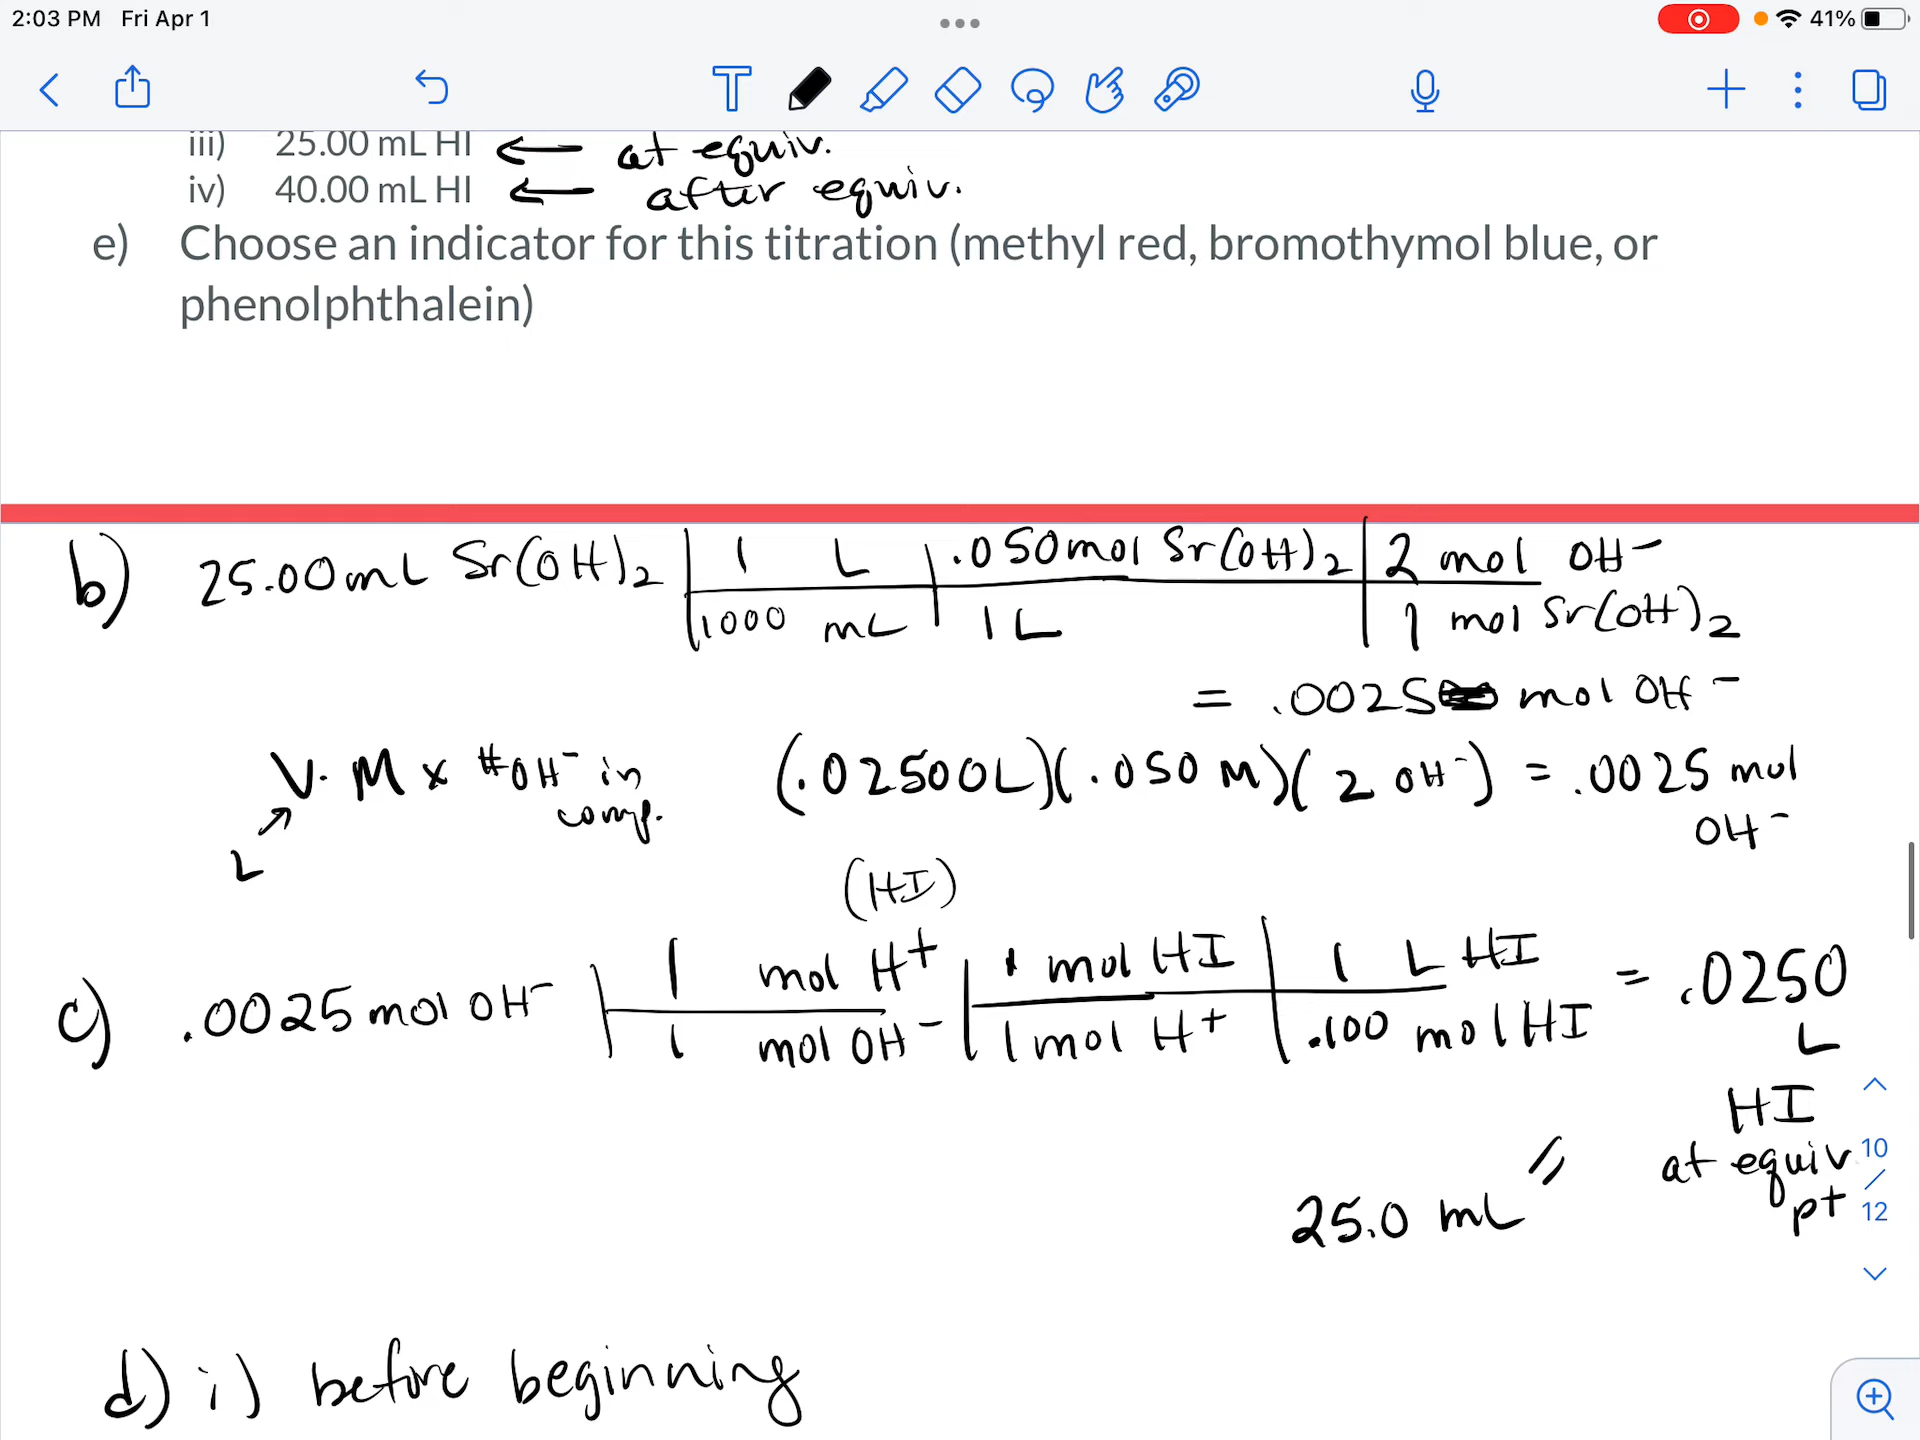 2:03 PM Fri Apr 1
41%
iii) 25.00 mL HI ← at equiv.
iv) 40.00 mL HI ← after equiv.
e) Choose an indicator for this titration (methyl red, bromothymol blue, or
phenolphthalein)
b) 25.00 mL Sr(OH)2 | 1 L | .050 mol Sr(OH)2 | 2 mol OH-
1000 mL | 1 L | 1 mol Sr(OH)2
= .0025 mol OH-
V. M x #OH- in comp. (.02500L)(.050 M)(2 OH-) = .0025 mol
OH-
L
(HI)
c) .0025 mol OH- | 1 mol H+ | 1 mol HI | 1 L HI = .0250
1 mol OH- | 1 mol H+ | .100 mol HI
L
HI
at equiv
pt
25.0 mL =
10
/
12
d) i) before beginning